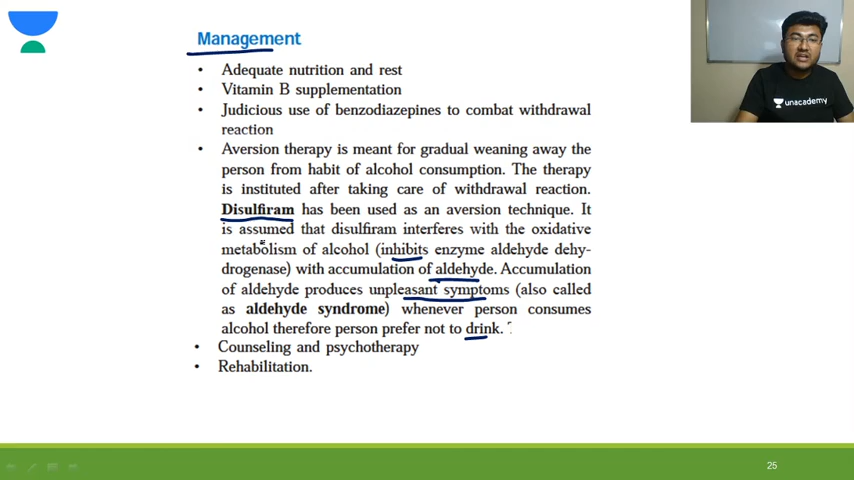 Management
• Adequate nutrition and rest
• Vitamin B supplementation
• Judicious use of benzodiazepines to combat withdrawal
reaction
• Aversion therapy is meant for gradual weaning away the
person from habit of alcohol consumption. The therapy
is instituted after taking care of withdrawal reaction.
Disulfiram has been used as an aversion technique. It
is assumed that disulfiram interferes with the oxidative
metabolism of alcohol (inhibits enzyme aldehyde dehy-
drogenase) with accumulation of aldehyde. Accumulation
of aldehyde produces unpleasant symptoms (also called
as aldehyde syndrome) whenever person consumes
alcohol therefore person prefer not to drink.
• Counseling and psychotherapy
• Rehabilitation.
unacademy
25